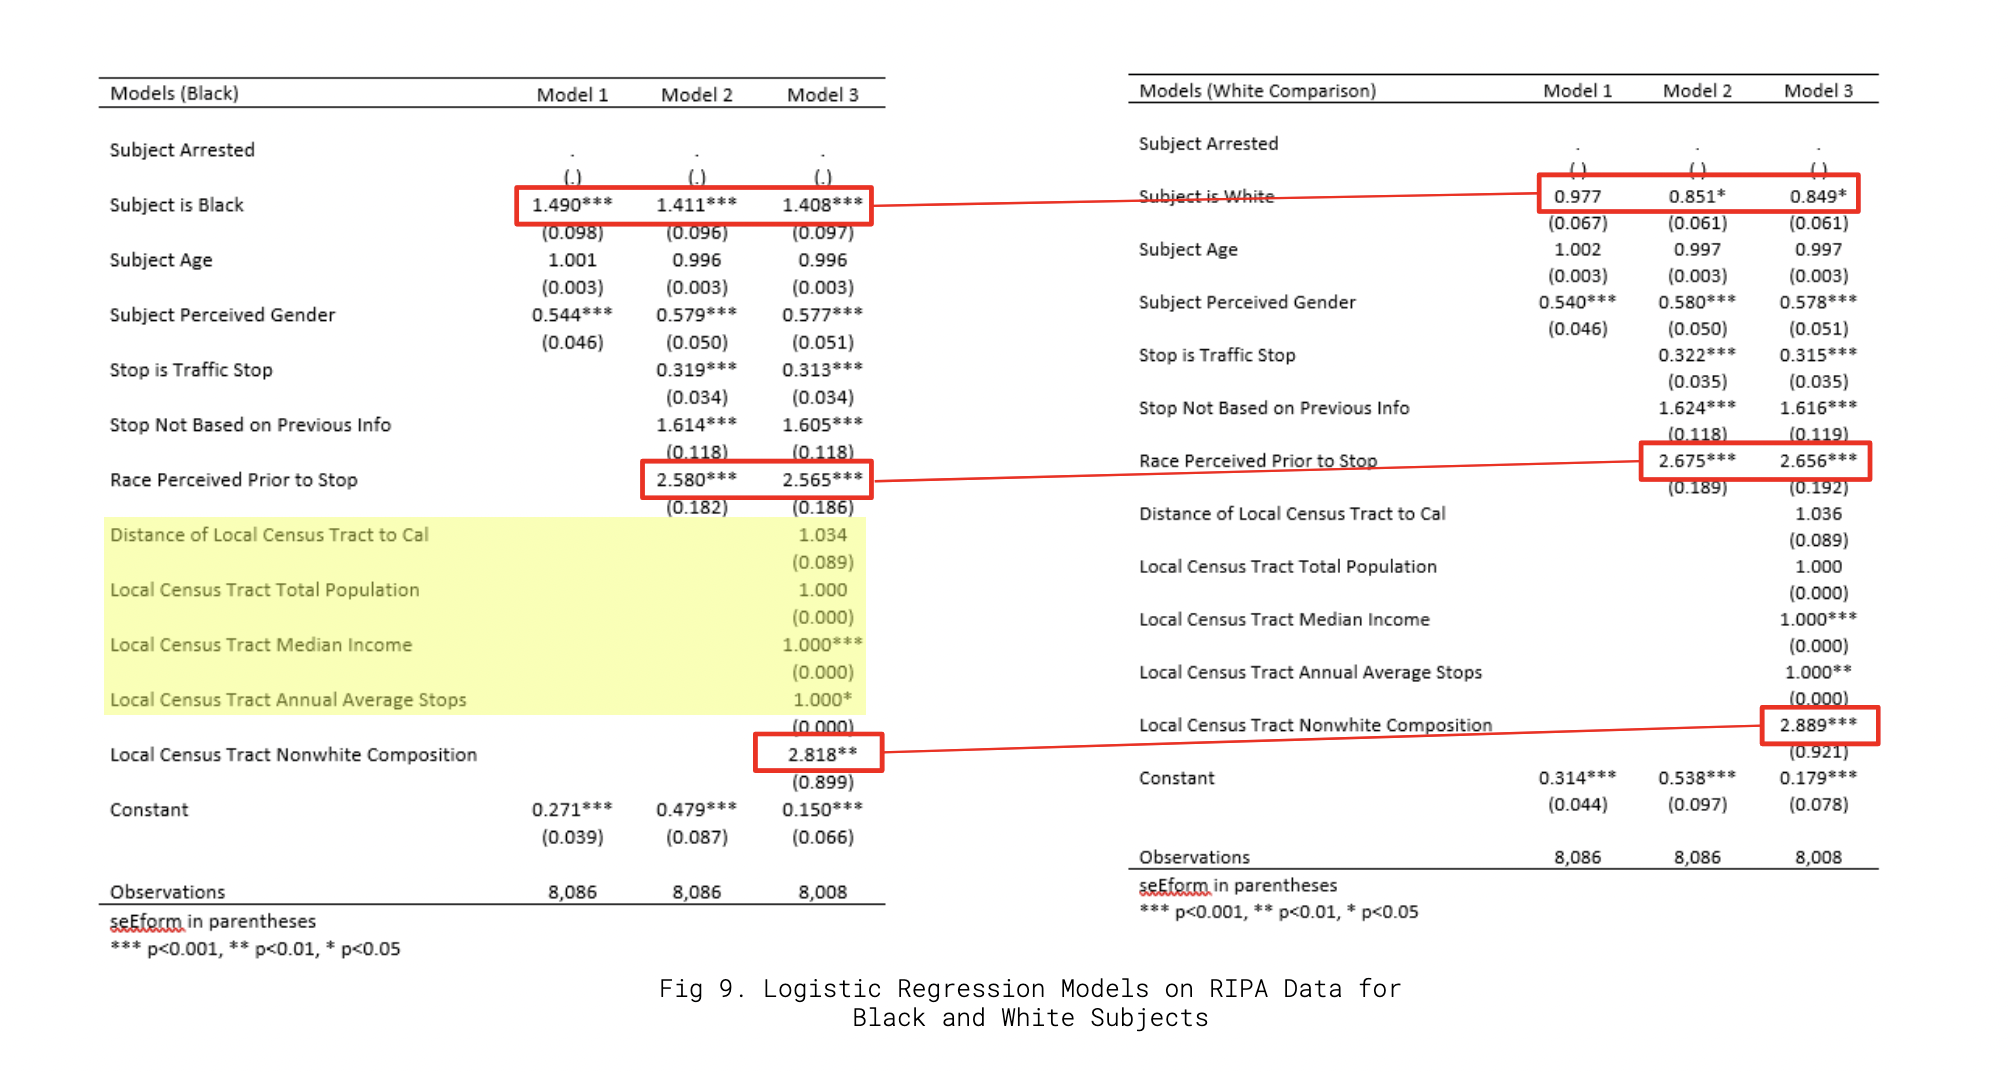 Models (Black) Model 1 Model 2 Model 3
Subject Arrested . . .
(.) (.) (.)
Subject is Black 1.490*** 1.411*** 1.408***
(0.098) (0.096) (0.097)
Subject Age 1.001 0.996 0.996
(0.003) (0.003) (0.003)
Subject Perceived Gender 0.544*** 0.579*** 0.577***
(0.046) (0.050) (0.051)
Stop is Traffic Stop 0.319*** 0.313***
(0.034) (0.034)
Stop Not Based on Previous Info 1.614*** 1.605***
(0.118) (0.118)
Race Perceived Prior to Stop 2.580*** 2.565***
(0.182) (0.186)
Distance of Local Census Tract to Cal 1.034
(0.089)
Local Census Tract Total Population 1.000
(0.000)
Local Census Tract Median Income 1.000***
(0.000)
Local Census Tract Annual Average Stops 1.000*
(0.000)
Local Census Tract Nonwhite Composition 2.818**
(0.899)
Constant 0.271*** 0.479*** 0.150***
(0.039) (0.087) (0.066)
Observations 8,086 8,086 8,008
seEform in parentheses
*** p<0.001, ** p<0.01, * p<0.05
Models (White Comparison) Model 1 Model 2 Model 3
Subject Arrested . . .
(.) (.) (.)
Subject is White 0.977 0.851* 0.849*
(0.067) (0.061) (0.061)
Subject Age 1.002 0.997 0.997
(0.003) (0.003) (0.003)
Subject Perceived Gender 0.540*** 0.580*** 0.578***
(0.046) (0.050) (0.051)
Stop is Traffic Stop 0.322*** 0.315***
(0.035) (0.035)
Stop Not Based on Previous Info 1.624*** 1.616***
(0.118) (0.119)
Race Perceived Prior to Stop 2.675*** 2.656***
(0.189) (0.192)
Distance of Local Census Tract to Cal 1.036
(0.089)
Local Census Tract Total Population 1.000
(0.000)
Local Census Tract Median Income 1.000***
(0.000)
Local Census Tract Annual Average Stops 1.000**
(0.000)
Local Census Tract Nonwhite Composition 2.889***
(0.921)
Constant 0.314*** 0.538*** 0.179***
(0.044) (0.097) (0.078)
Observations 8,086 8,086 8,008
seEform in parentheses
*** p<0.001, ** p<0.01, * p<0.05
Fig 9. Logistic Regression Models on RIPA Data for
Black and White Subjects